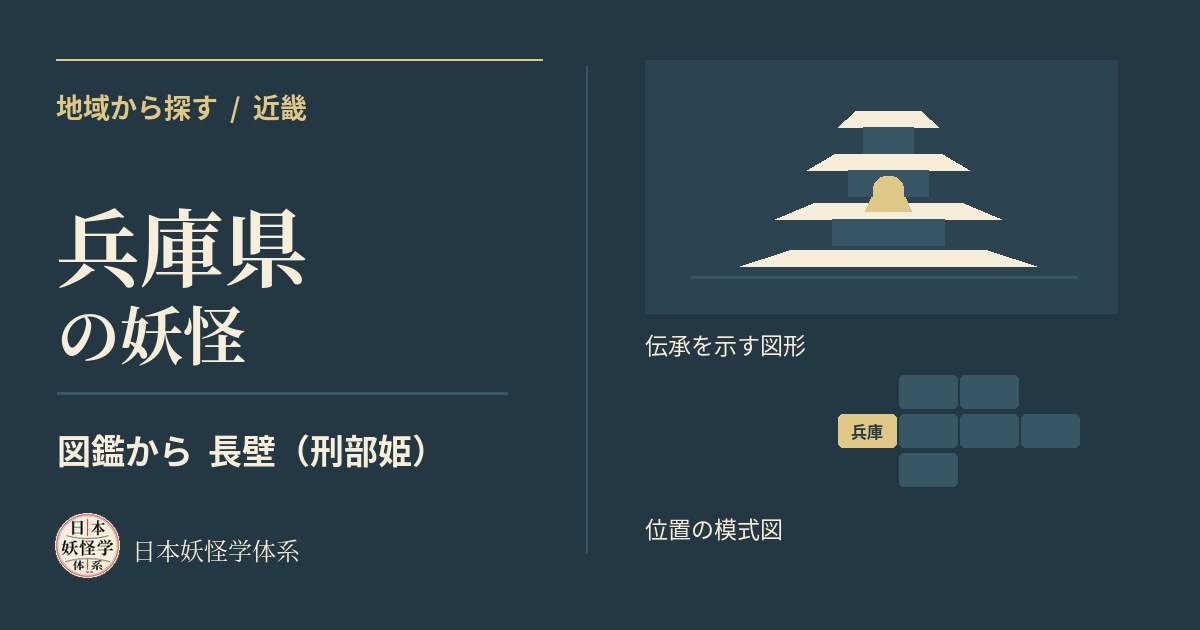 地域から探す / 近畿
兵庫県
の妖怪
図鑑から 長壁（刑部姫）
日本
妖怪学
体系
日本妖怪学体系
伝承を示す図形
兵庫
位置の模式図